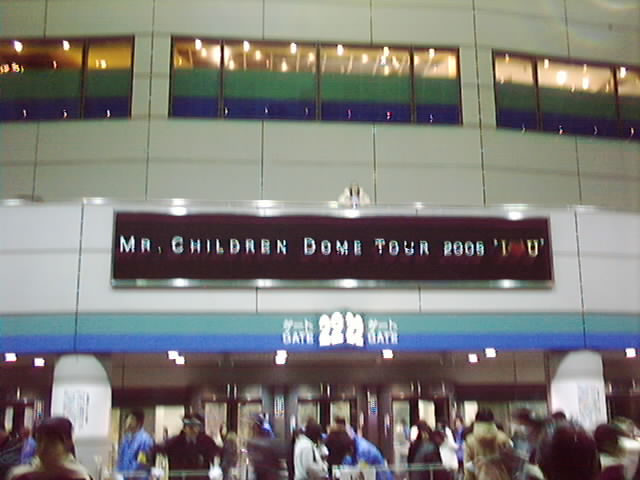 MR. CHILDREN DOME TOUR 2005 'I ♥ U'
ゲート 22 ゲート
GATE GATE